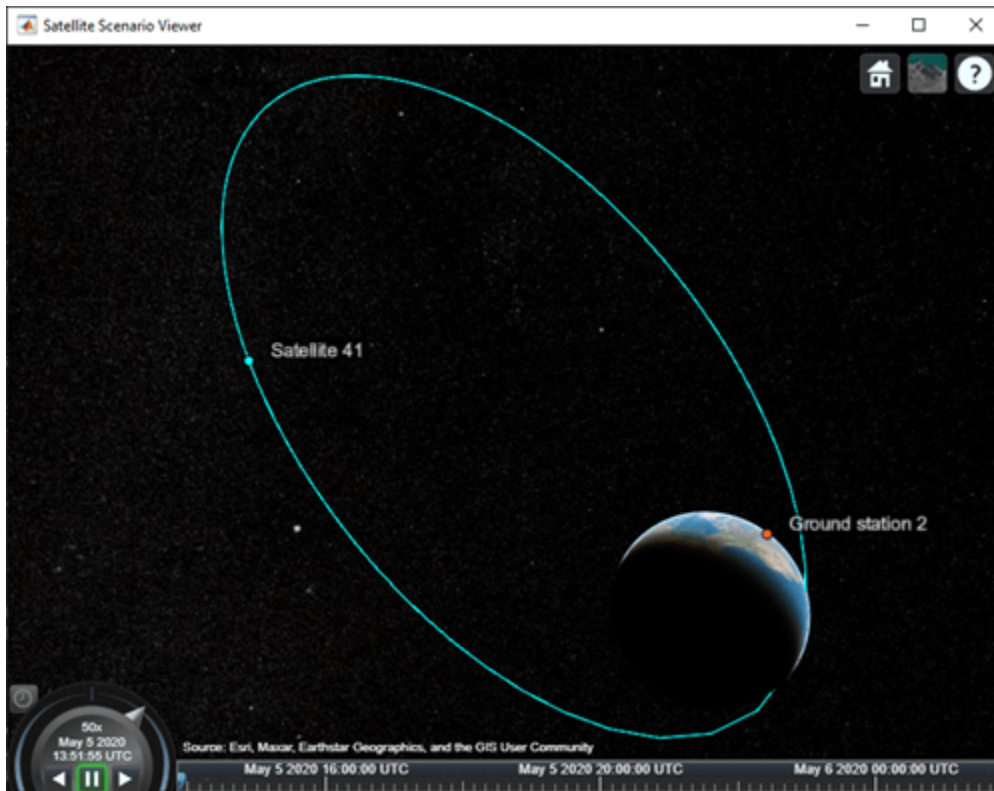 Satellite Scenario Viewer
?
Satellite 41
Ground station 2
50x
May 5 2020
13:51:55 UTC
Source: Esri, Maxar, Earthstar Geographics, and the GIS User Community
May 5 2020 16:00:00 UTC May 5 2020 20:00:00 UTC May 6 2020 00:00:00 UTC